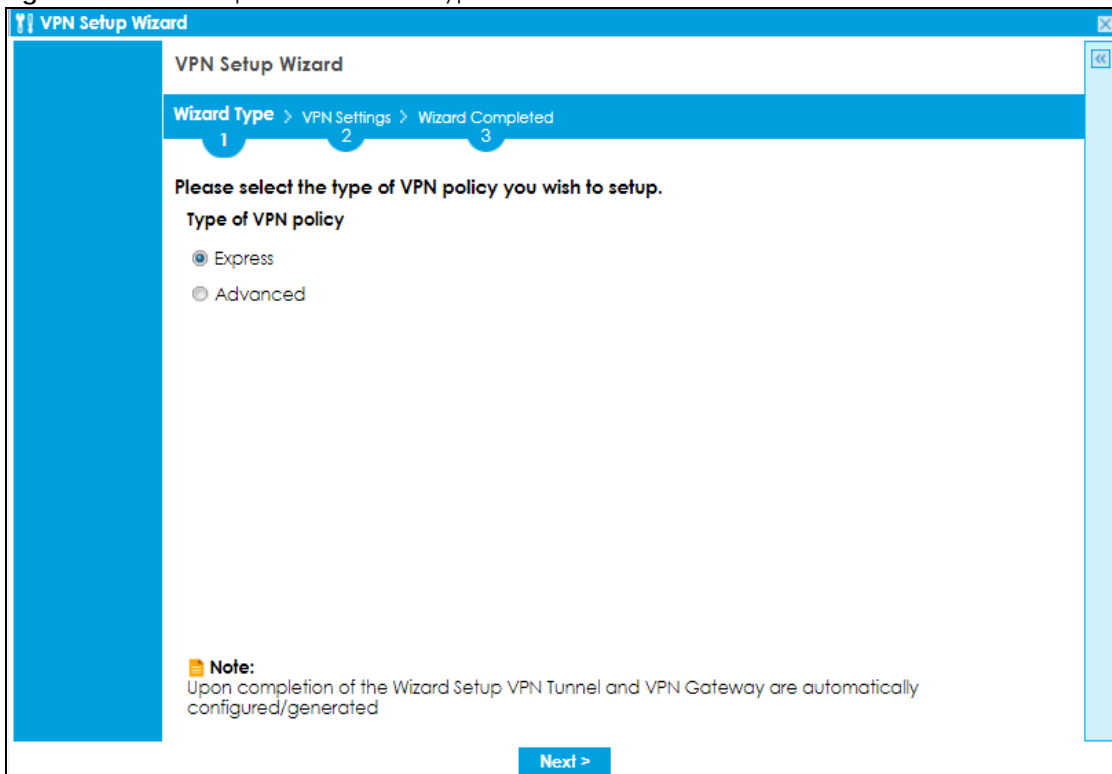 VPN Setup Wizard
VPN Setup Wizard
Wizard Type > VPN Settings > Wizard Completed
1 2 3
Please select the type of VPN policy you wish to setup.
Type of VPN policy
Express
Advanced
Note:
Upon completion of the Wizard Setup VPN Tunnel and VPN Gateway are automatically
configured/generated
Next >